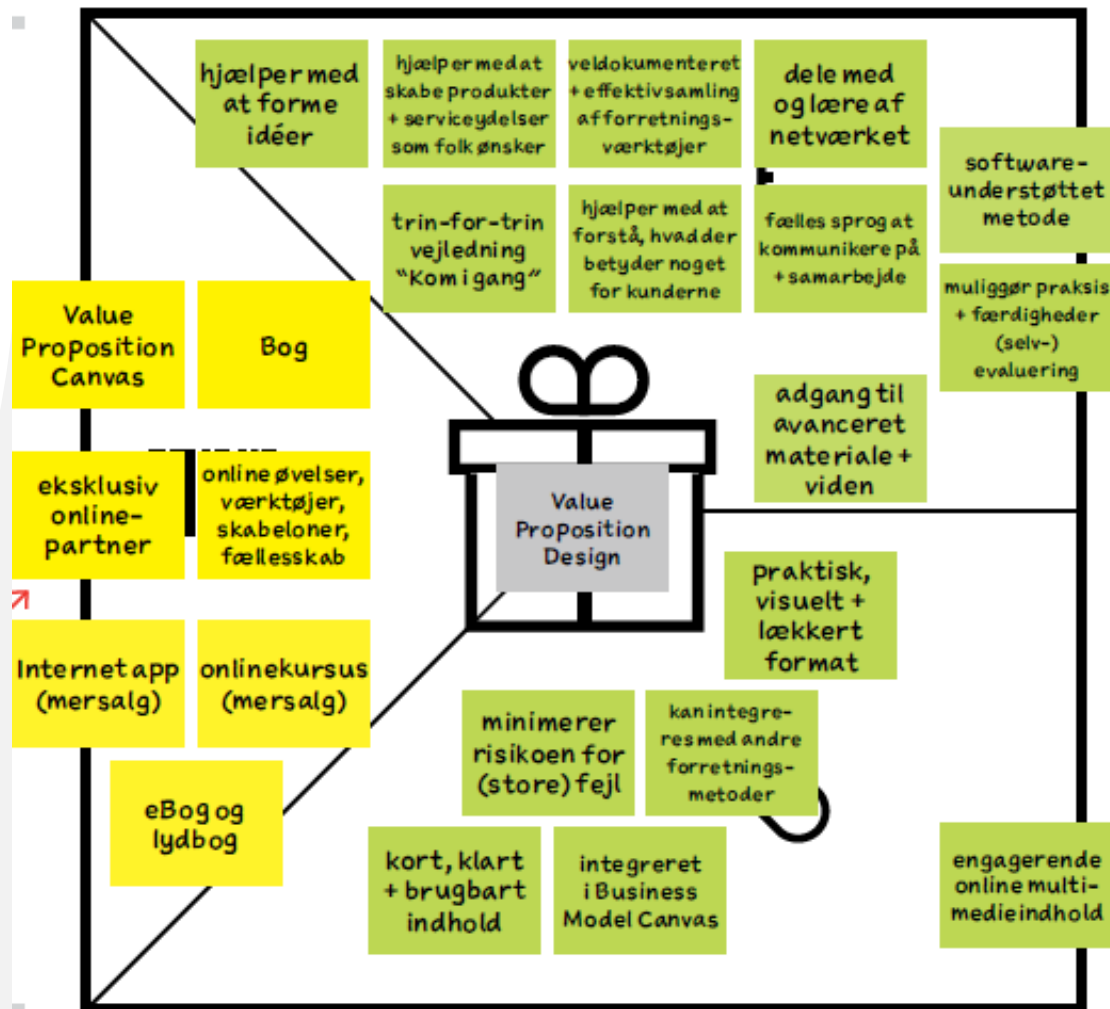 hjælper med
at forme
idéer
hjælper med at
skabe produkter
+ serviceydelser
som folk ønsker
veldokumenteret
+ effektiv samling
af forretnings-
værktøjer
dele med
og lære af
netværket
software-
understøttet
metode
trin-for-trin
vejledning
"Kom i gang"
hjælper med at
forstå, hvad der
betyder noget
for kunderne
fælles sprog at
kommunikere på
+ samarbejde
muliggør praksis
+ færdigheder
(selv-)
evaluering
Value
Proposition
Canvas
Bog
adgang til
avanceret
materiale +
viden
eksklusiv
online-
partner
online øvelser,
værktøjer,
skabeloner,
fællesskab
Value
Proposition
Design
praktisk,
visuelt +
lækkert
format
Internet app
(mersalg)
onlinekursus
(mersalg)
minimerer
risikoen for
(store) fejl
kan integre-
res med andre
forretnings-
metoder
eBog og
lydbog
kort, klart
+ brugbart
indhold
integreret
i Business
Model Canvas
engagerende
online multi-
medieindhold